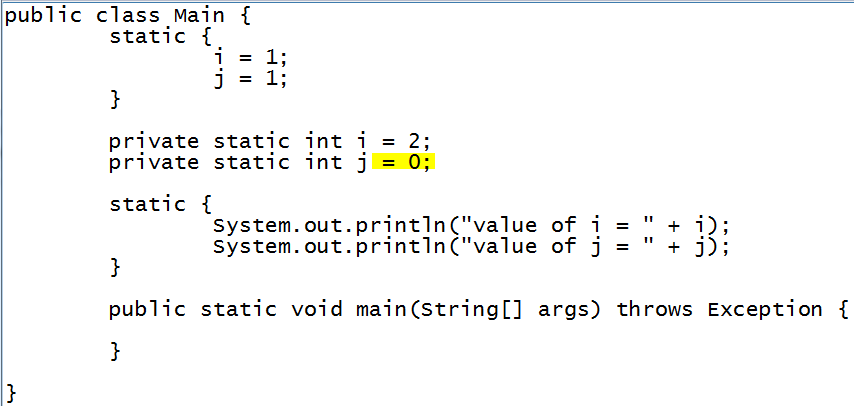 public class Main {
static {
i = 1;
j = 1;
}
private static int i = 2;
private static int j = 0;
static {
System.out.println("value of i = " + i);
System.out.println("value of j = " + j);
}
public static void main(String[] args) throws Exception {
}
}